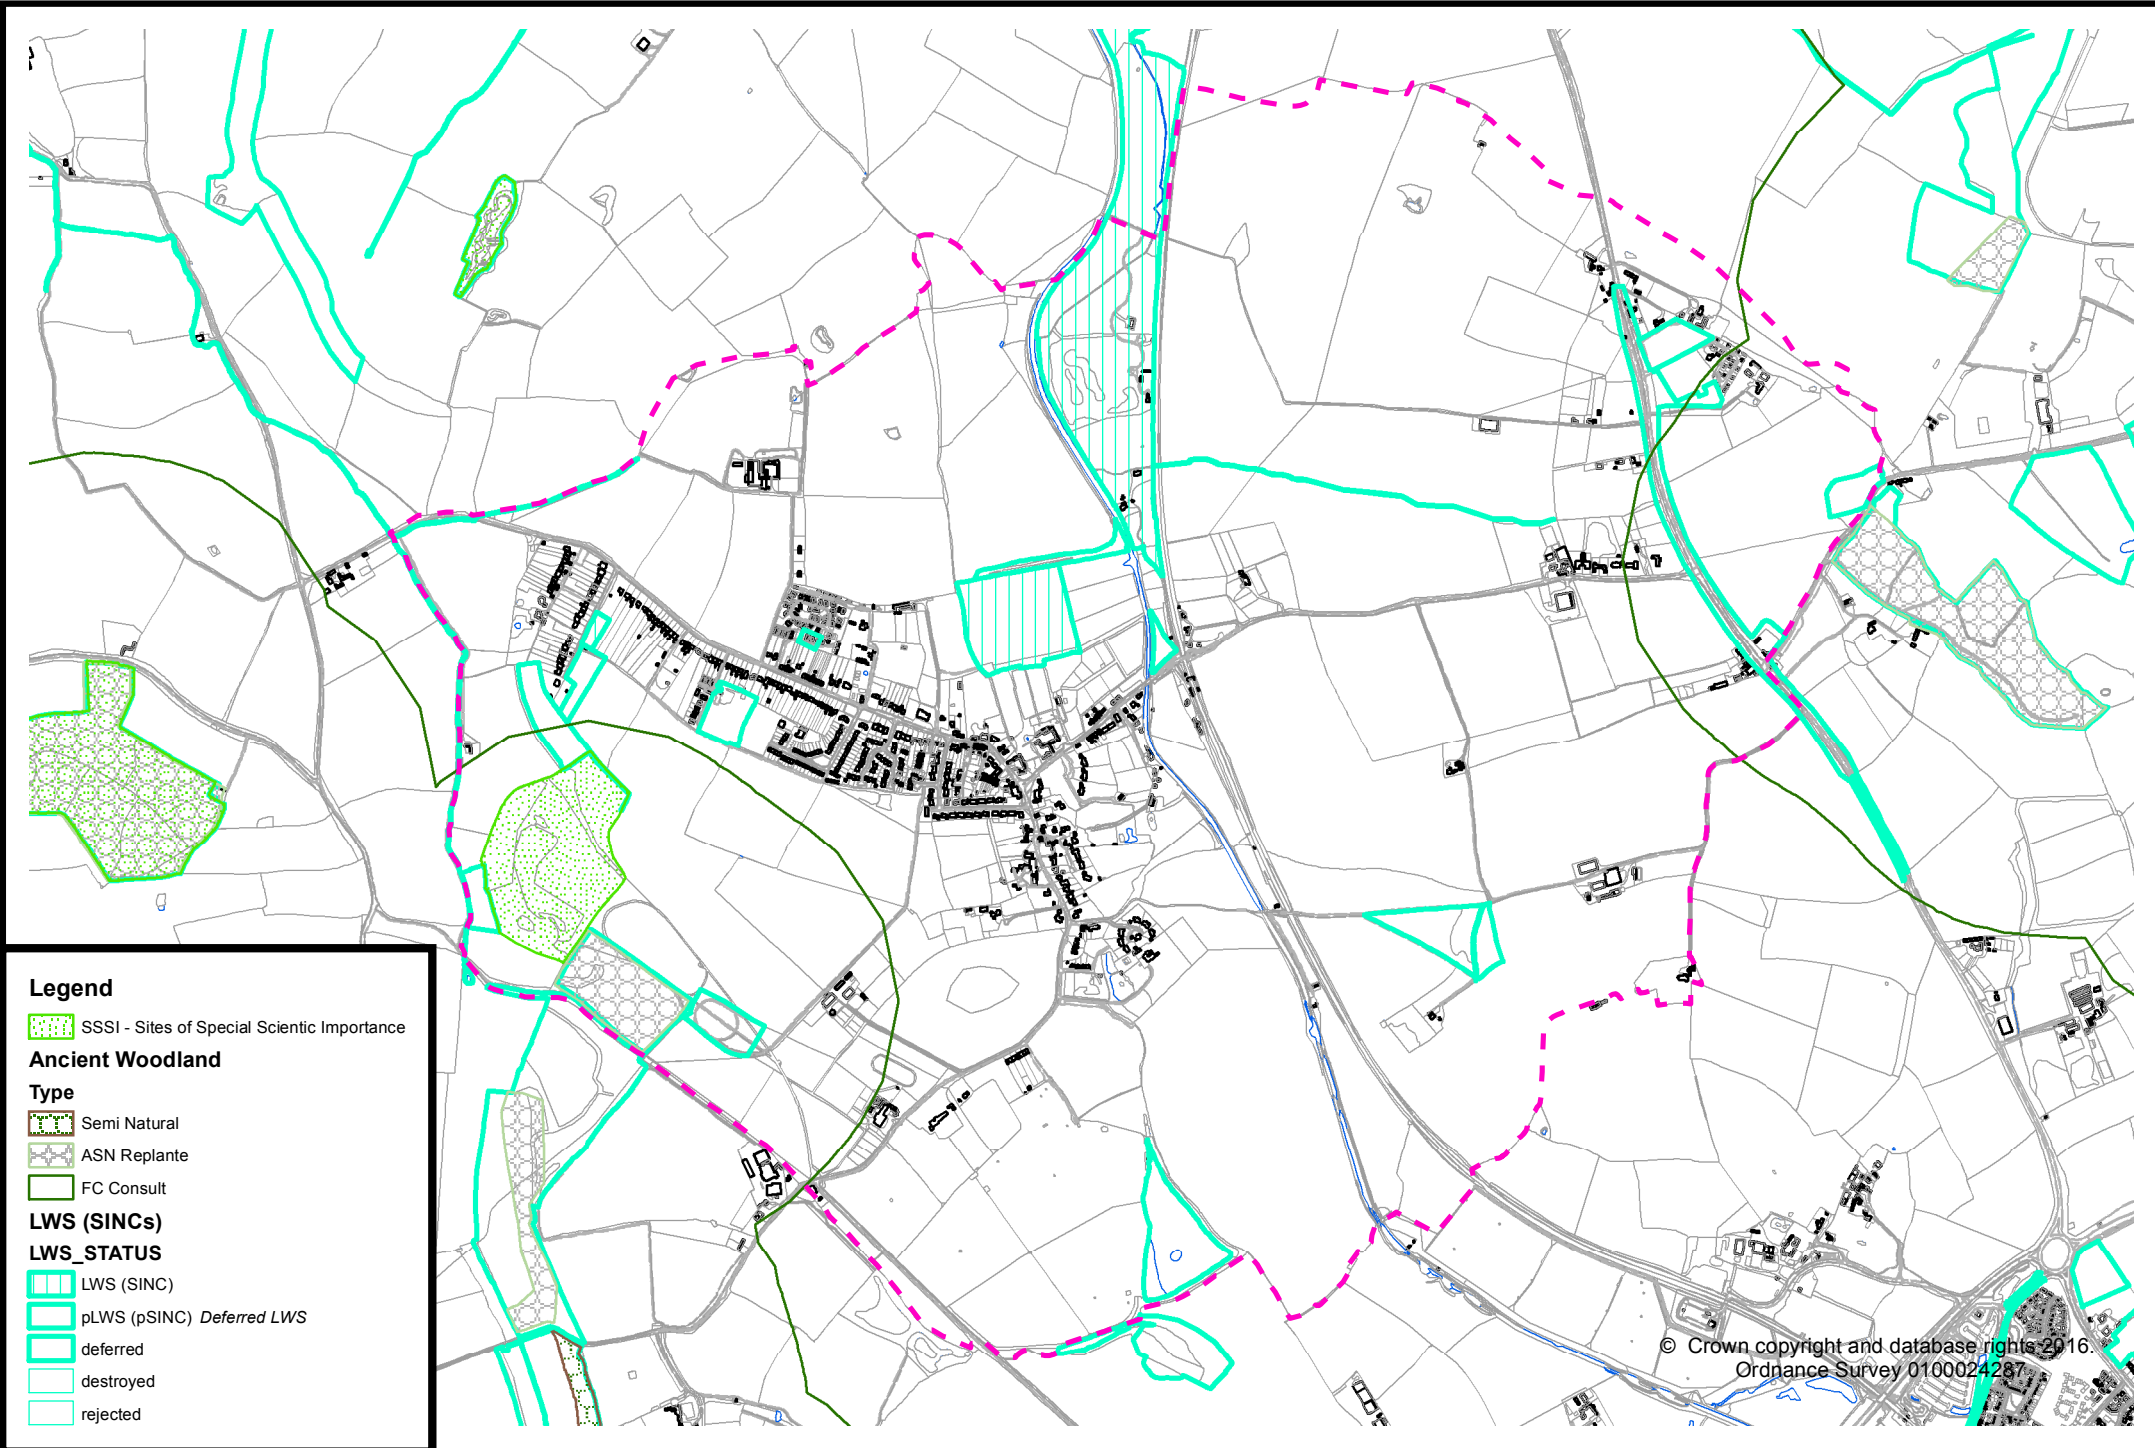 Legend
SSSI - Sites of Special Scientic Importance
Ancient Woodland
Type
Semi Natural
ASN Replante
FC Consult
LWS (SINCs)
LWS_STATUS
LWS (SINC)
pLWS (pSINC) Deferred LWS
deferred
destroyed
rejected
© Crown copyright and database rights 2016.
Ordnance Survey 0100024287